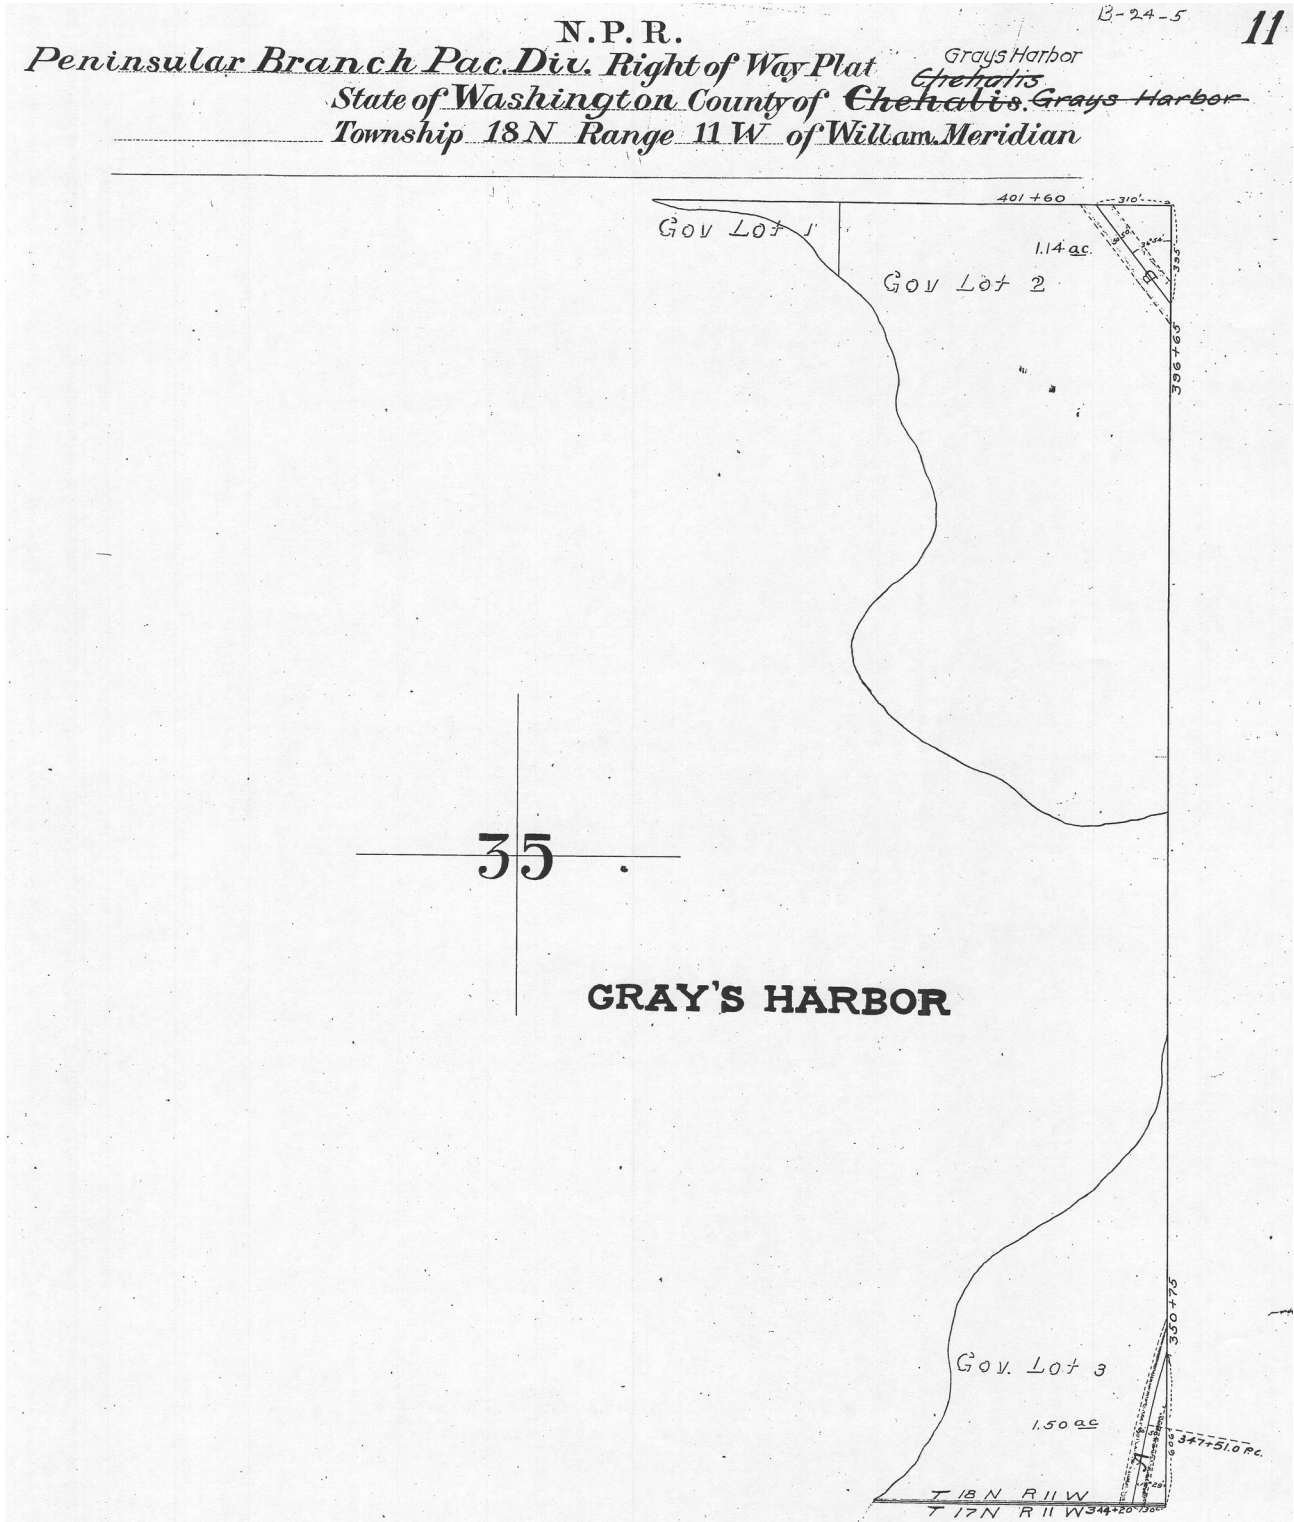 B-24-5
11
N.P.R.
Peninsular Branch Pac. Div. Right of Way Plat
Grays Harbor
Chehalis
State of Washington County of Chehalis. Grays Harbor
Township 18 N Range 11 W of Willam. Meridian
401+60
310'
Gov Lot 1
1.14 ac.
B
395
Gov Lot 2
396+65
35
GRAY'S HARBOR
350+75
Gov. Lot 3
1.50 ac
347+51.0 P.C.
606'
A
T 18 N R 11 W
T 17 N R 11 W 344+20 130'